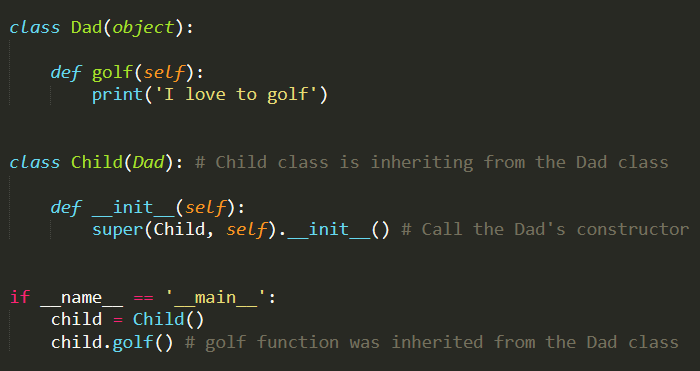 class Dad(object):
    def golf(self):
        print('I love to golf')
class Child(Dad): # Child class is inheriting from the Dad class
    def __init__(self):
        super(Child, self).__init__() # Call the Dad's constructor
if __name__ == '__main__':
    child = Child()
    child.golf() # golf function was inherited from the Dad class